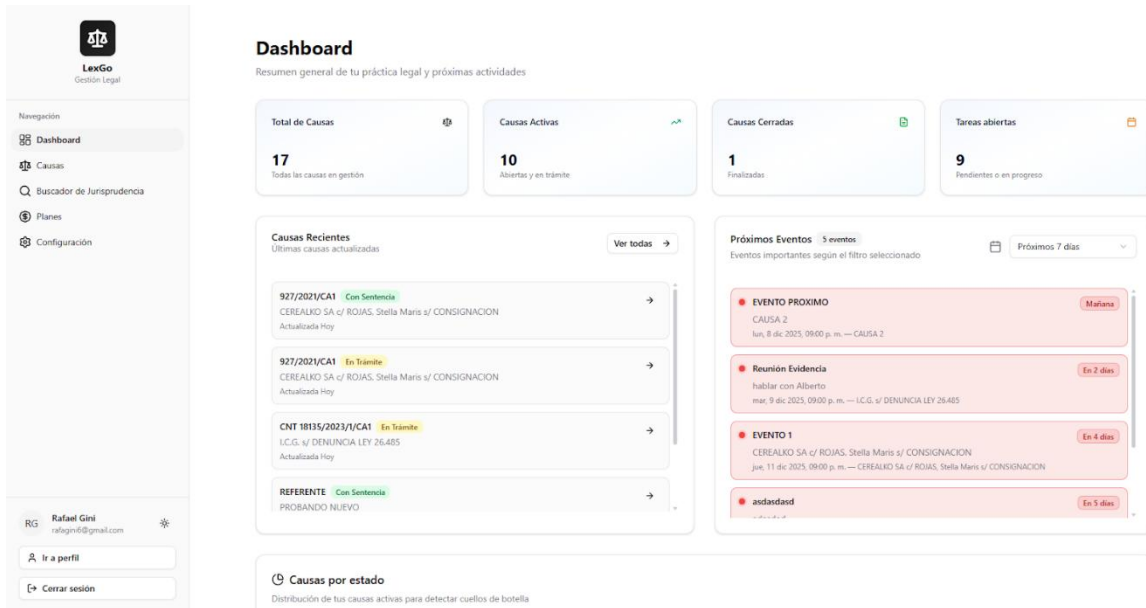 LexGo
Gestión Legal
Navegación
Dashboard
Causas
Buscador de Jurisprudencia
Planes
Configuración
RG
Rafael Gini
rafagini6@gmail.com
Ir a perfil
Cerrar sesión
Dashboard
Resumen general de tu práctica legal y próximas actividades
Total de Causas
17
Todas las causas en gestión
Causas Activas
10
Abiertas y en trámite
Causas Cerradas
1
Finalizadas
Tareas abiertas
9
Pendientes o en progreso
Causas Recientes
Últimas causas actualizadas
Ver todas
927/2021/CA1 Con Sentencia
CEREALKO SA c/ ROJAS, Stella Maris s/ CONSIGNACION
Actualizada Hoy
927/2021/CA1 En Trámite
CEREALKO SA c/ ROJAS, Stella Maris s/ CONSIGNACION
Actualizada Hoy
CNT 18135/2023/1/CA1 En Trámite
I.C.G. s/ DENUNCIA LEY 26.485
Actualizada Hoy
REFERENTE Con Sentencia
PROBANDO NUEVO
Próximos Eventos 5 eventos
Eventos importantes según el filtro seleccionado
Próximos 7 días
EVENTO PROXIMO Mañana
CAUSA 2
lun, 8 dic 2025, 09:00 p. m. — CAUSA 2
Reunión Evidencia En 2 días
hablar con Alberto
mar, 9 dic 2025, 09:00 p. m. — I.C.G. s/ DENUNCIA LEY 26.485
EVENTO 1 En 4 días
CEREALKO SA c/ ROJAS, Stella Maris s/ CONSIGNACION
jue, 11 dic 2025, 09:00 p. m. — CEREALKO SA c/ ROJAS, Stella Maris s/ CONSIGNACION
asdasdasd En 5 días
Causas por estado
Distribución de tus causas activas para detectar cuellos de botella